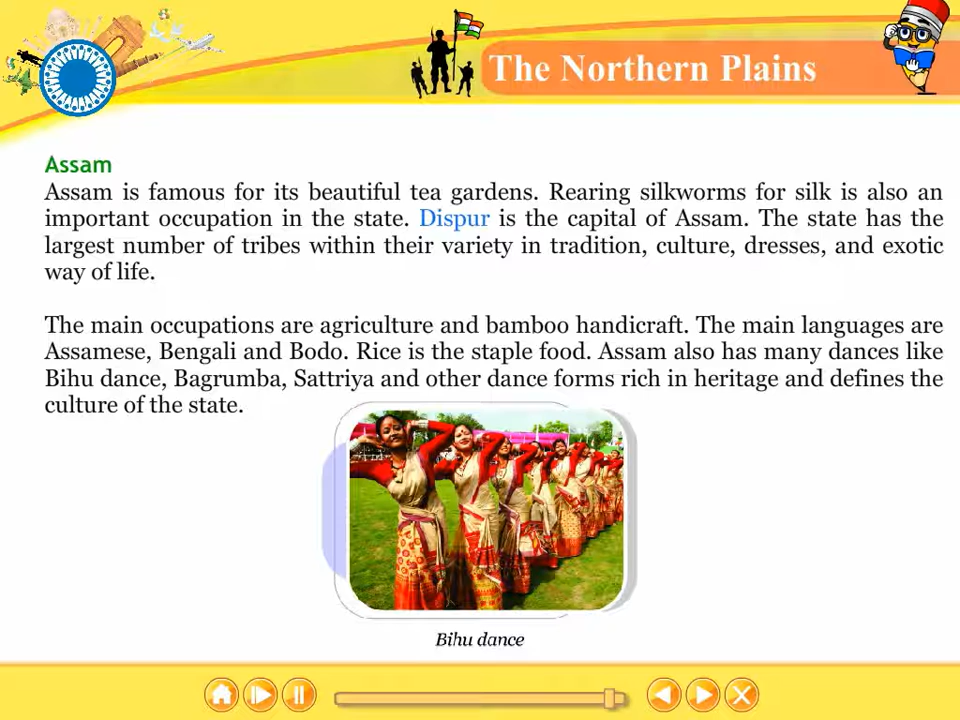 The Northern Plains
Assam
Assam is famous for its beautiful tea gardens. Rearing silkworms for silk is also an
important occupation in the state. Dispur is the capital of Assam. The state has the
largest number of tribes within their variety in tradition, culture, dresses, and exotic
way of life.
The main occupations are agriculture and bamboo handicraft. The main languages are
Assamese, Bengali and Bodo. Rice is the staple food. Assam also has many dances like
Bihu dance, Bagrumba, Sattriya and other dance forms rich in heritage and defines the
culture of the state.
Bihu dance